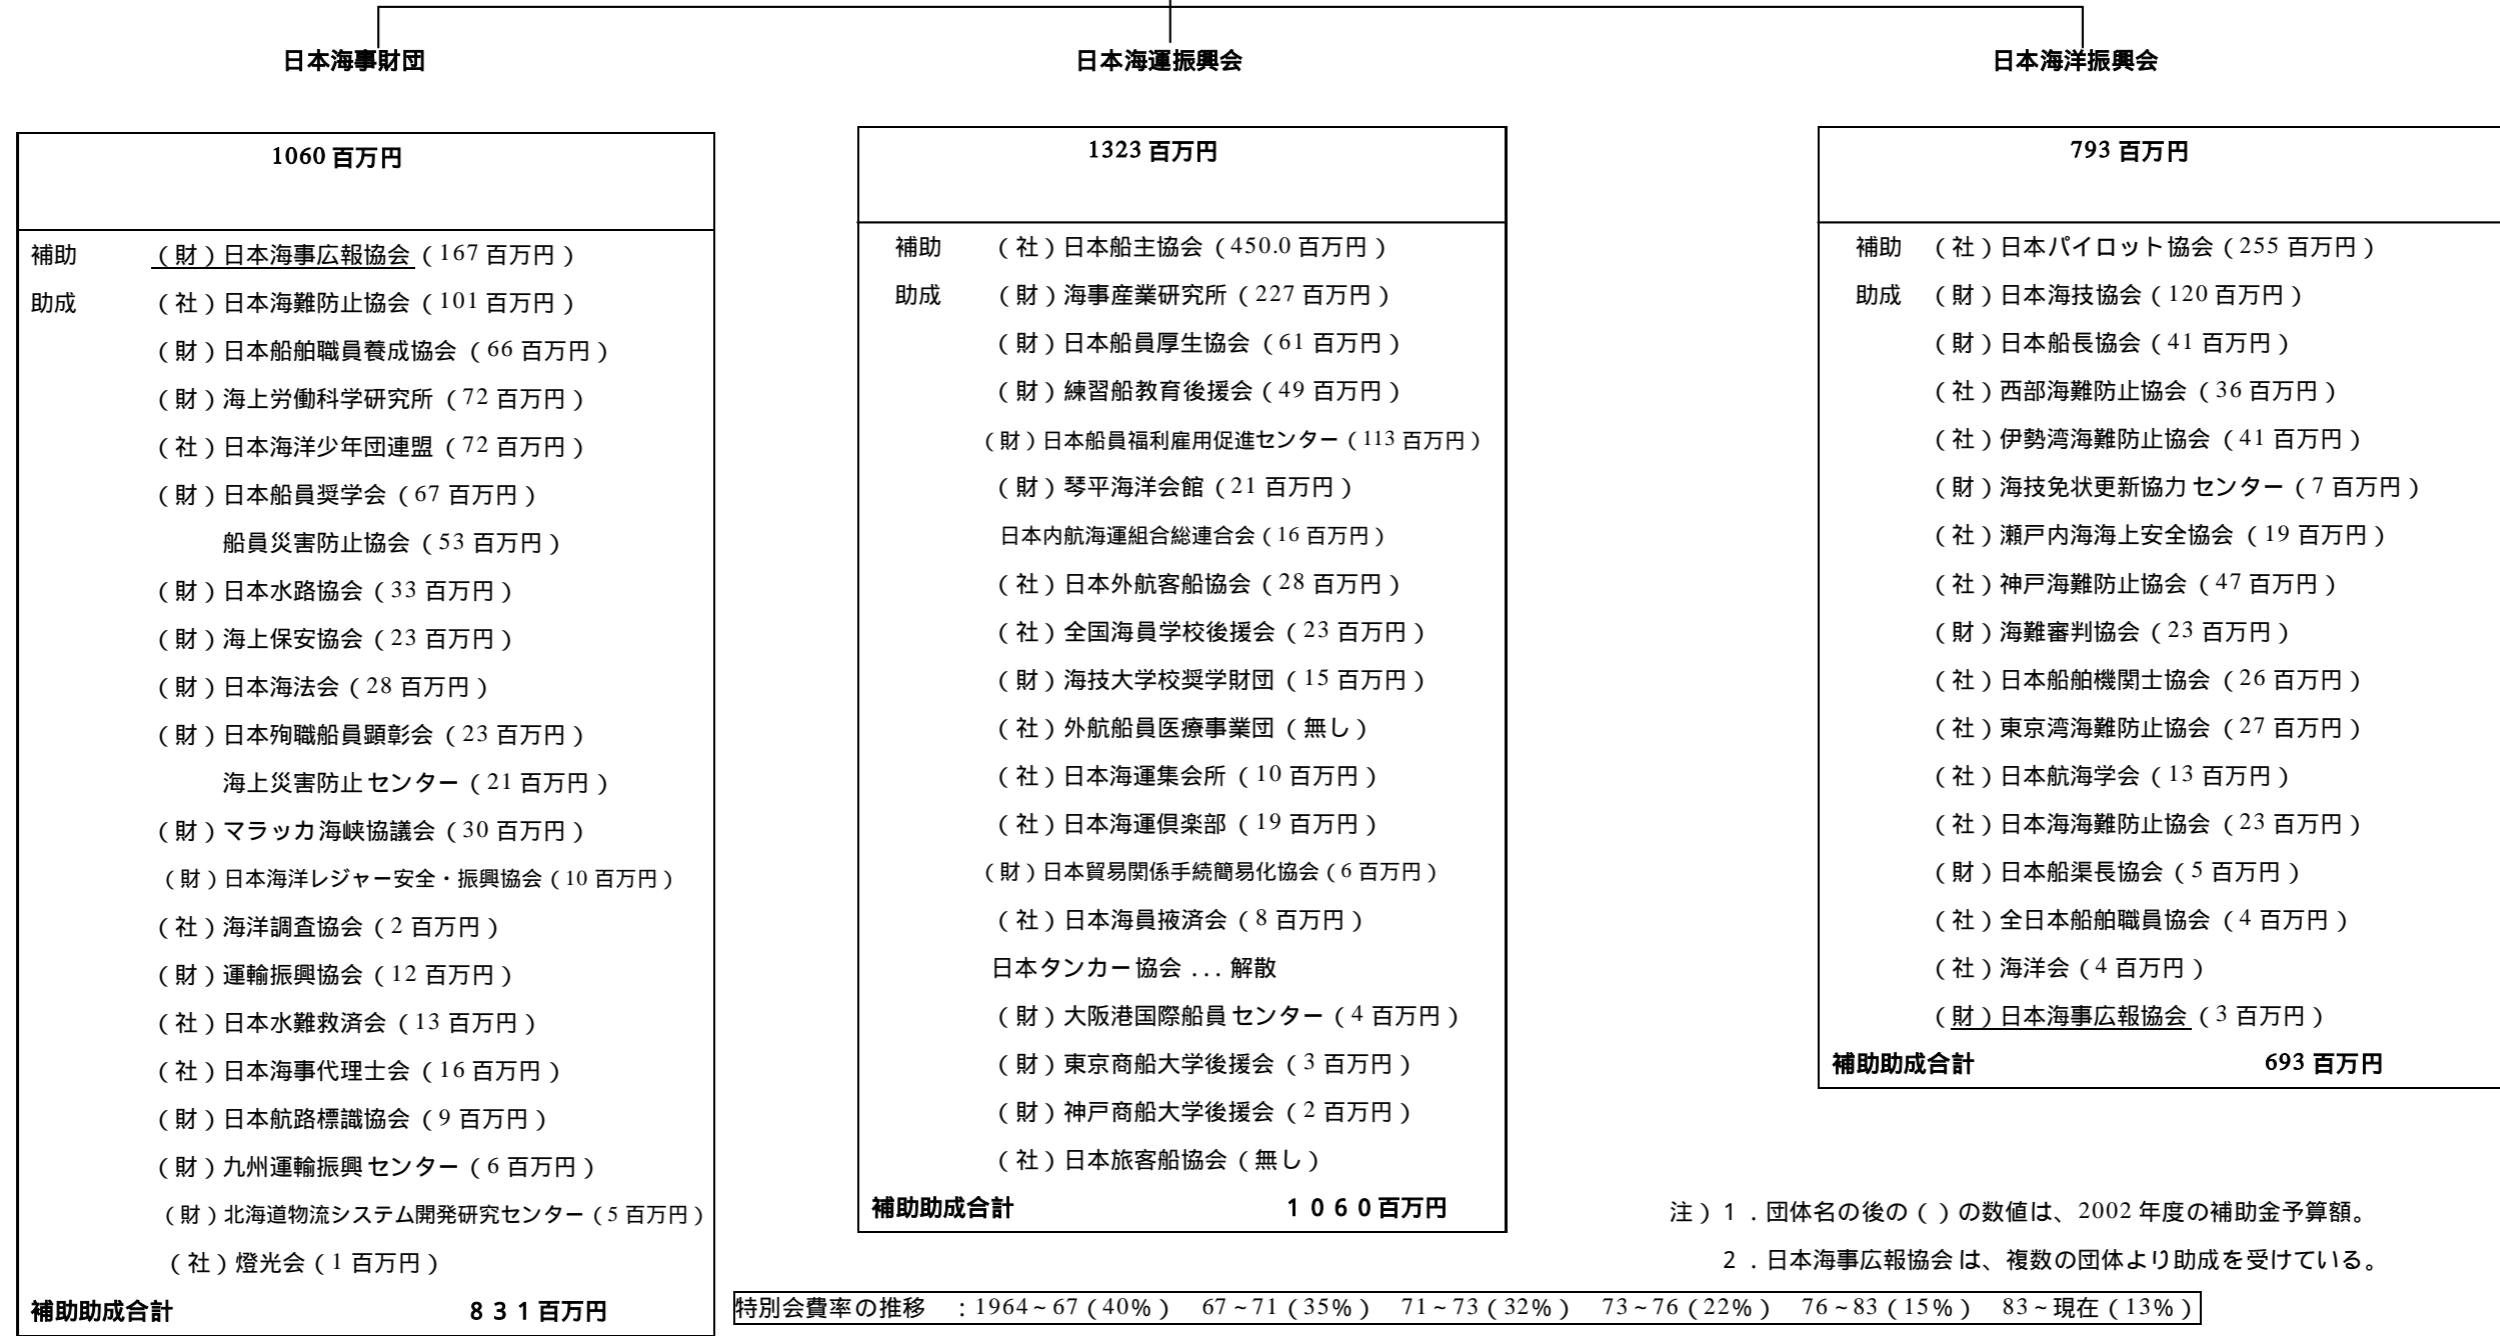 日本海事財団
日本海運振興会
日本海洋振興会
1060 百万円
補助 （財）日本海事広報協会（167 百万円）
助成 （社）日本海難防止協会（101 百万円）
（財）日本船舶職員養成協会（66 百万円）
（財）海上労働科学研究所（72 百万円）
（社）日本海洋少年団連盟（72 百万円）
（財）日本船員奨学会（67 百万円）
船員災害防止協会（53 百万円）
（財）日本水路協会（33 百万円）
（財）海上保安協会（23 百万円）
（財）日本海法会（28 百万円）
（財）日本殉職船員顕彰会（23 百万円）
海上災害防止センター（21 百万円）
（財）マラッカ海峡協議会（30 百万円）
（財）日本海洋レジャー安全・振興協会（10 百万円）
（社）海洋調査協会（2 百万円）
（財）運輸振興協会（12 百万円）
（社）日本水難救済会（13 百万円）
（社）日本海事代理士会（16 百万円）
（財）日本航路標識協会（9 百万円）
（財）九州運輸振興センター（6 百万円）
（財）北海道物流システム開発研究センター（5 百万円）
（社）燈光会（1 百万円）
補助助成合計 ８３１百万円
1323 百万円
補助 （社）日本船主協会（450.0 百万円）
助成 （財）海事産業研究所（227 百万円）
（財）日本船員厚生協会（61 百万円）
（財）練習船教育後援会（49 百万円）
（財）日本船員福利雇用促進センター（113 百万円）
（財）琴平海洋会館（21 百万円）
日本内航海運組合総連合会（16 百万円）
（社）日本外航客船協会（28 百万円）
（社）全国海員学校後援会（23 百万円）
（財）海技大学校奨学財団（15 百万円）
（社）外航船員医療事業団（無し）
（社）日本海運集会所（10 百万円）
（社）日本海運倶楽部（19 百万円）
（財）日本貿易関係手続簡易化協会（6 百万円）
（社）日本海員掖済会（8 百万円）
日本タンカー協会 ... 解散
（財）大阪港国際船員センター（4 百万円）
（財）東京商船大学後援会（3 百万円）
（財）神戸商船大学後援会（2 百万円）
（社）日本旅客船協会（無し）
補助助成合計 １０６０百万円
793 百万円
補助 （社）日本パイロット協会（255 百万円）
助成 （財）日本海技協会（120 百万円）
（財）日本船長協会（41 百万円）
（社）西部海難防止協会（36 百万円）
（社）伊勢湾海難防止協会（41 百万円）
（財）海技免状更新協力センター（7 百万円）
（社）瀬戸内海海上安全協会（19 百万円）
（社）神戸海難防止協会（47 百万円）
（財）海難審判協会（23 百万円）
（社）日本船舶機関士協会（26 百万円）
（社）東京湾海難防止協会（27 百万円）
（社）日本航海学会（13 百万円）
（社）日本海海難防止協会（23 百万円）
（財）日本船渠長協会（5 百万円）
（社）全日本船舶職員協会（4 百万円）
（社）海洋会（4 百万円）
（財）日本海事広報協会（3 百万円）
補助助成合計 693 百万円
注）１．団体名の後の（）の数値は、2002 年度の補助金予算額。
２．日本海事広報協会は、複数の団体より助成を受けている。
特別会費率の推移 ：1964～67（40%） 67～71（35%） 71～73（32%） 73～76（22%） 76～83（15%） 83～現在（13%）